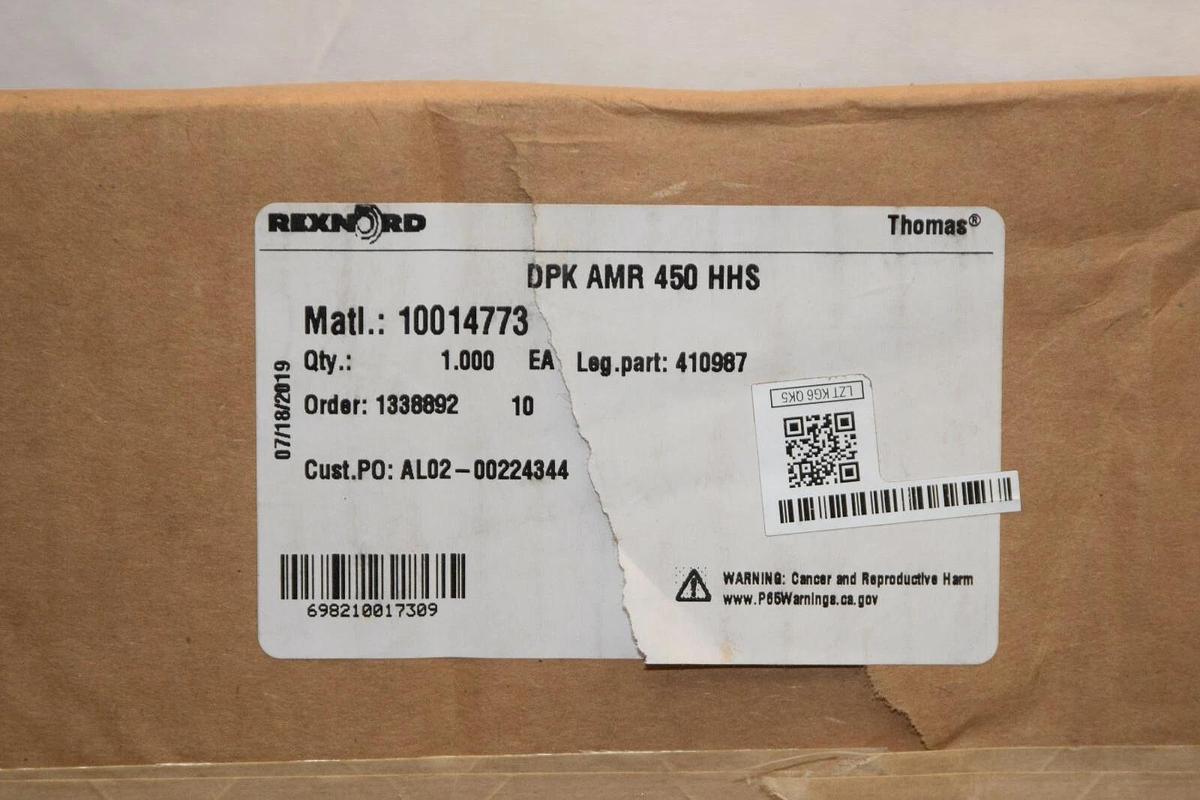 REXNORD Thomas®
DPK AMR 450 HHS
Matl.: 10014773
Qty.: 1.000 EA Leg.part: 410987
Order: 1338892 10
07/18/2019
Cust.PO: AL02-00224344
LZT KG6 QK5
WARNING: Cancer and Reproductive Harm
www.P65Warnings.ca.gov
698210017309